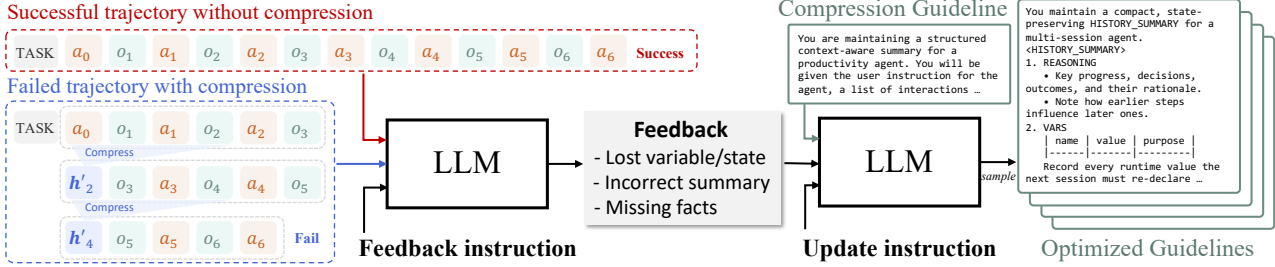 Successful trajectory without compression
TASK a0 o1 a1 o2 a2 o3 a3 o4 a4 o5 a5 o6 a6 Success
Failed trajectory with compression
TASK a0 o1 a1 o2 a2 o3
Compress
h'2 o3 a3 o4 a4 o5
Compress
h'4 o5 a5 o6 a6 Fail
LLM
Feedback instruction
Feedback
- Lost variable/state
- Incorrect summary
- Missing facts
Compression Guideline
You are maintaining a structured
context-aware summary for a
productivity agent. You will be
given the user instruction for the
agent, a list of interactions …
LLM
Update instruction
sample
You maintain a compact, state-
preserving HISTORY_SUMMARY for a
multi-session agent.
<HISTORY_SUMMARY>
1. REASONING
• Key progress, decisions,
outcomes, and their rationale.
• Note how earlier steps
influence later ones.
2. VARS
| name | value | purpose |
|------|-------|---------|
Record every runtime value the
next session must re-declare …
Optimized Guidelines